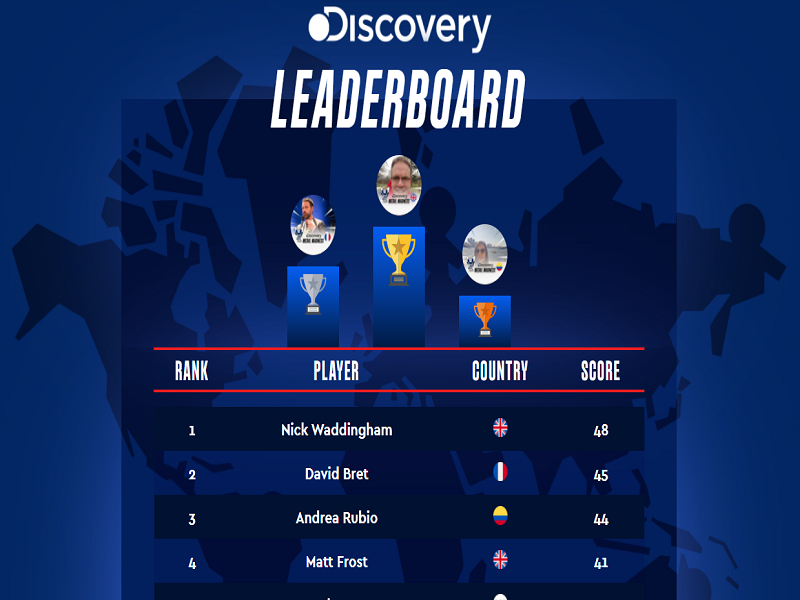 Discovery
LEADERBOARD
RANK PLAYER COUNTRY SCORE
1 Nick Waddingham 48
2 David Bret 45
3 Andrea Rubio 44
4 Matt Frost 41